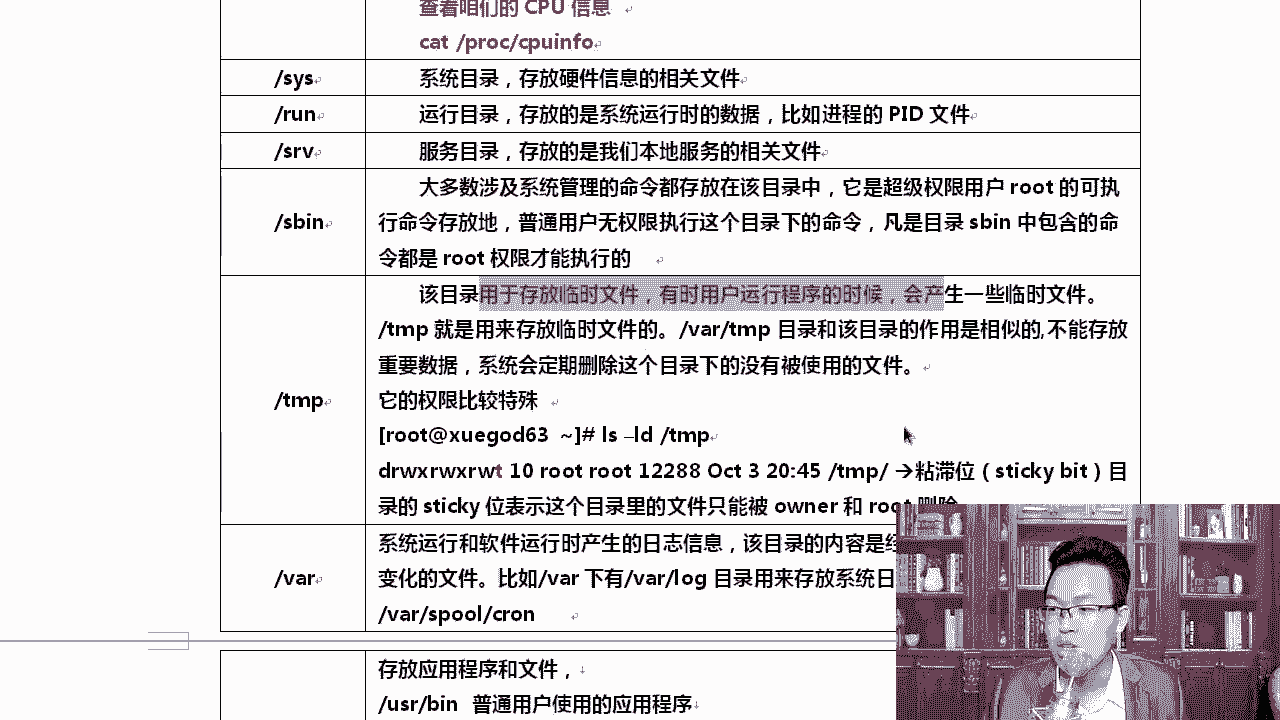 查看咱们的 CPU 信息
cat /proc/cpuinfo
/sys
系统目录，存放硬件信息的相关文件
/run
运行目录，存放的是系统运行时的数据，比如进程的 PID 文件
/srv
服务目录，存放的是我们本地服务的相关文件
/sbin
大多数涉及系统管理的命令都存放在该目录中，它是超级权限用户 root 的可执
行命令存放地，普通用户无权限执行这个目录下的命令，凡是目录 sbin 中包含的命
令都是 root 权限才能执行的
/tmp
该目录用于存放临时文件，有时用户运行程序的时候，会产生一些临时文件。
/tmp 就是用来存放临时文件的。/var/tmp 目录和该目录的作用是相似的,不能存放
重要数据，系统会定期删除这个目录下的没有被使用的文件。
它的权限比较特殊
[root@xuegod63 ~]# ls –ld /tmp
drwxrwxrwt 10 root root 12288 Oct 3 20:45 /tmp/ →粘滞位（sticky bit）目
录的 sticky 位表示这个目录里的文件只能被 owner 和 root 删除
/var
系统运行和软件运行时产生的日志信息，该目录的内容是经
变化的文件。比如/var 下有/var/log 目录用来存放系统日
/var/spool/cron
存放应用程序和文件，
/usr/bin 普通用户使用的应用程序